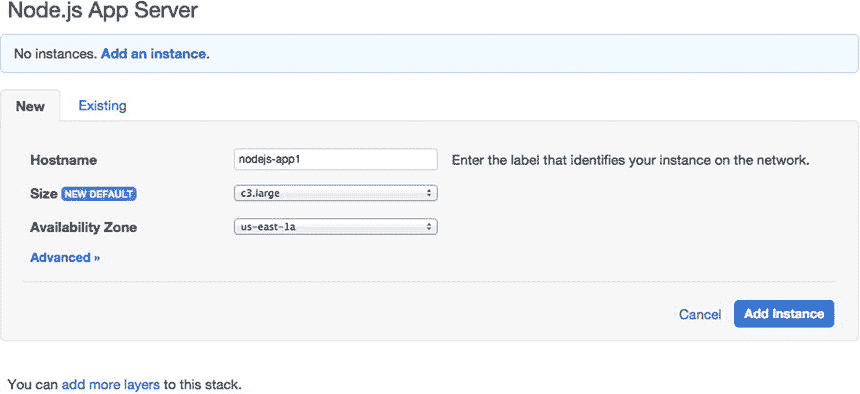 Node.js App Server
No instances. Add an instance.
New Existing
Hostname nodejs-app1 Enter the label that identifies your instance on the network.
Size NEW DEFAULT c3.large
Availability Zone us-east-1a
Advanced »
Cancel Add Instance
You can add more layers to this stack.